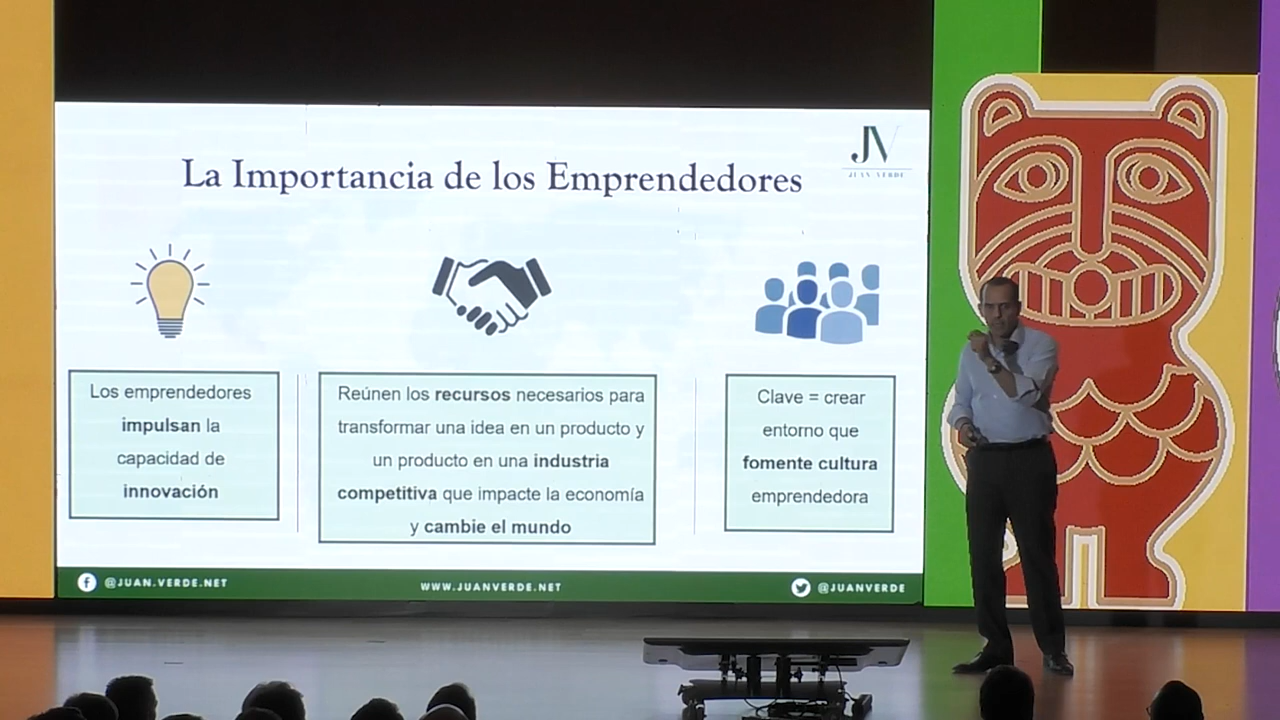 JV
JUAN VERDE
La Importancia de los Emprendedores
Los emprendedores
impulsan la
capacidad de
innovación
Reúnen los recursos necesarios para
transformar una idea en un producto y
un producto en una industria
competitiva que impacte la economía
y cambie el mundo
Clave = crear
entorno que
fomente cultura
emprendedora
@JUAN.VERDE.NET
WWW.JUANVERDE.NET
@JUANVERDE